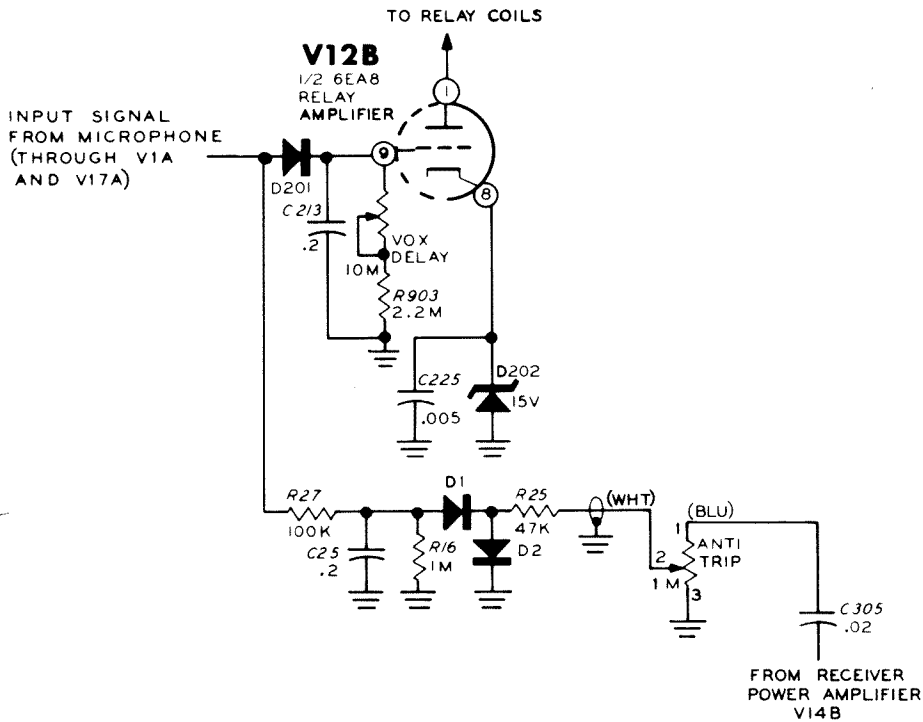 TO RELAY COILS
V12B
1/2 6EA8
RELAY
AMPLIFIER
1
INPUT SIGNAL
FROM MICROPHONE
(THROUGH V1A
AND V17A)
9
8
D201
C213
.2
VOX
DELAY
10M
R903
2.2M
C225
.005
D202
15V
R27
100K
C25
.2
R16
1M
D1
D2
R25
47K
(WHT)
1
(BLU)
2
ANTI
TRIP
1M
3
C305
.02
FROM RECEIVER
POWER AMPLIFIER
V14B